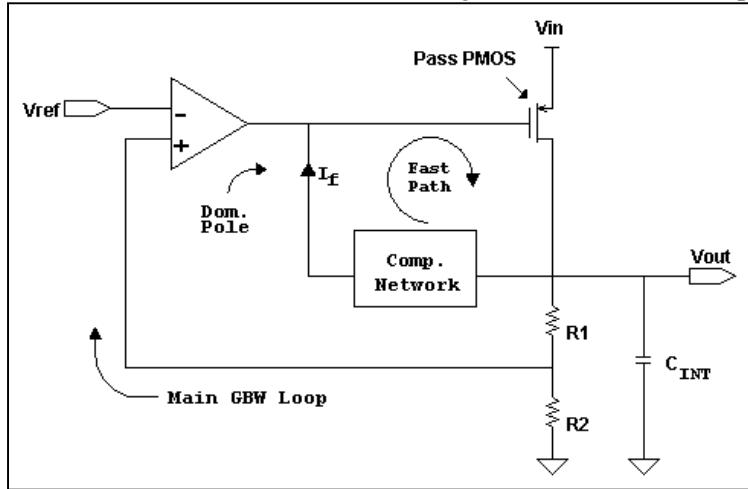 Vin
Pass PMOS
Vref
-
+
If
Fast
Path
Dom.
Pole
Comp.
Network
Vout
R1
CINT
Main GBW Loop
R2